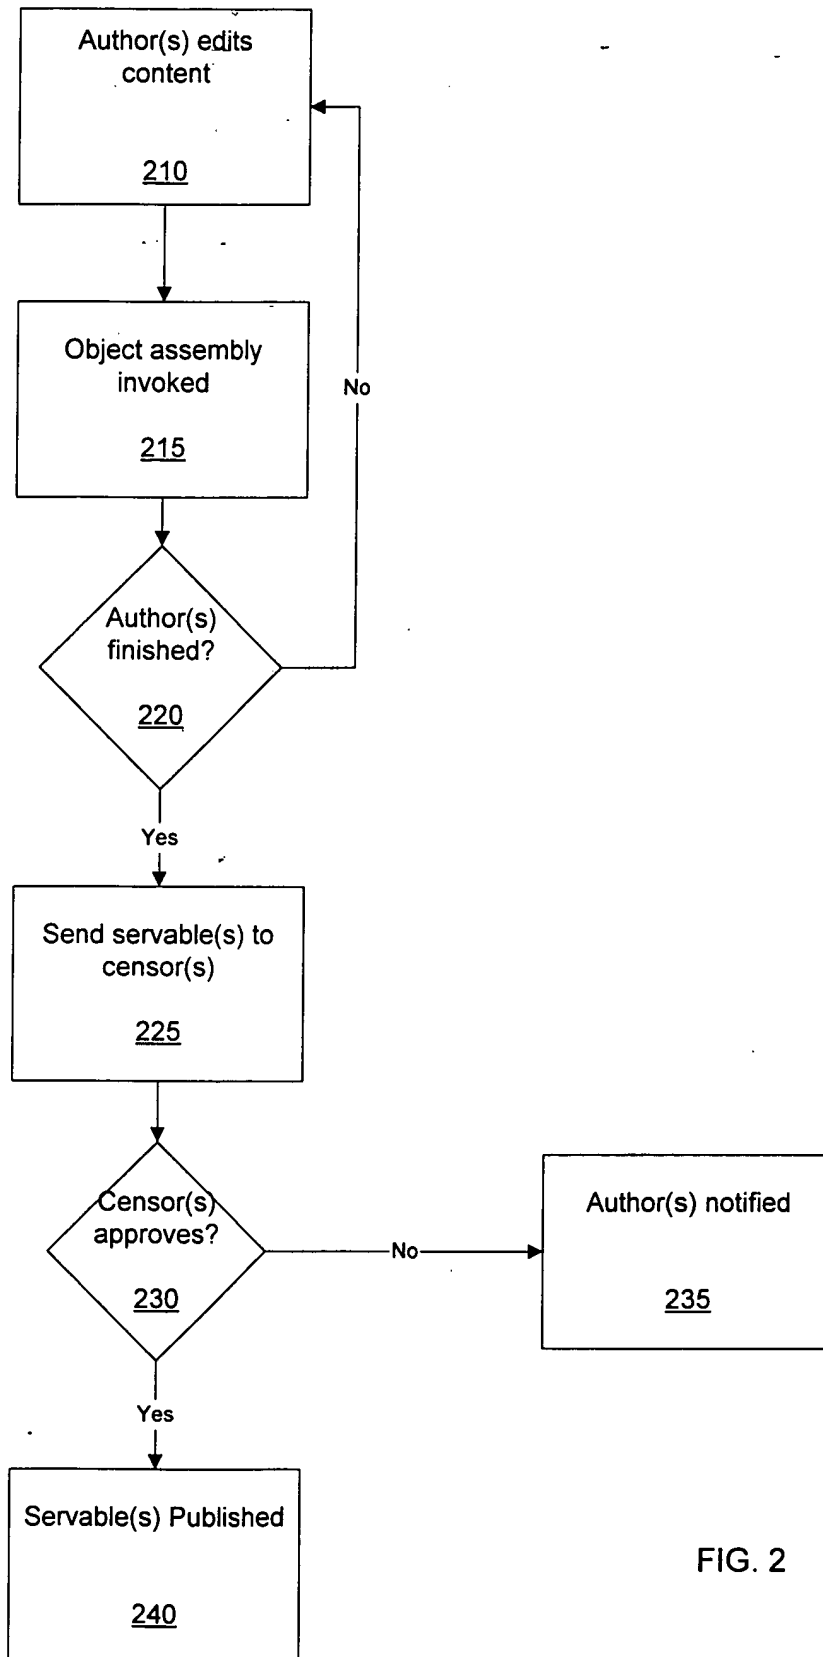 Author(s) edits
content
210
Object assembly
invoked
215
No
Author(s)
finished?
220
Yes
Send servable(s) to
censor(s)
225
Censor(s)
approves?
230
No
Author(s) notified
235
Yes
Servable(s) Published
240
FIG. 2